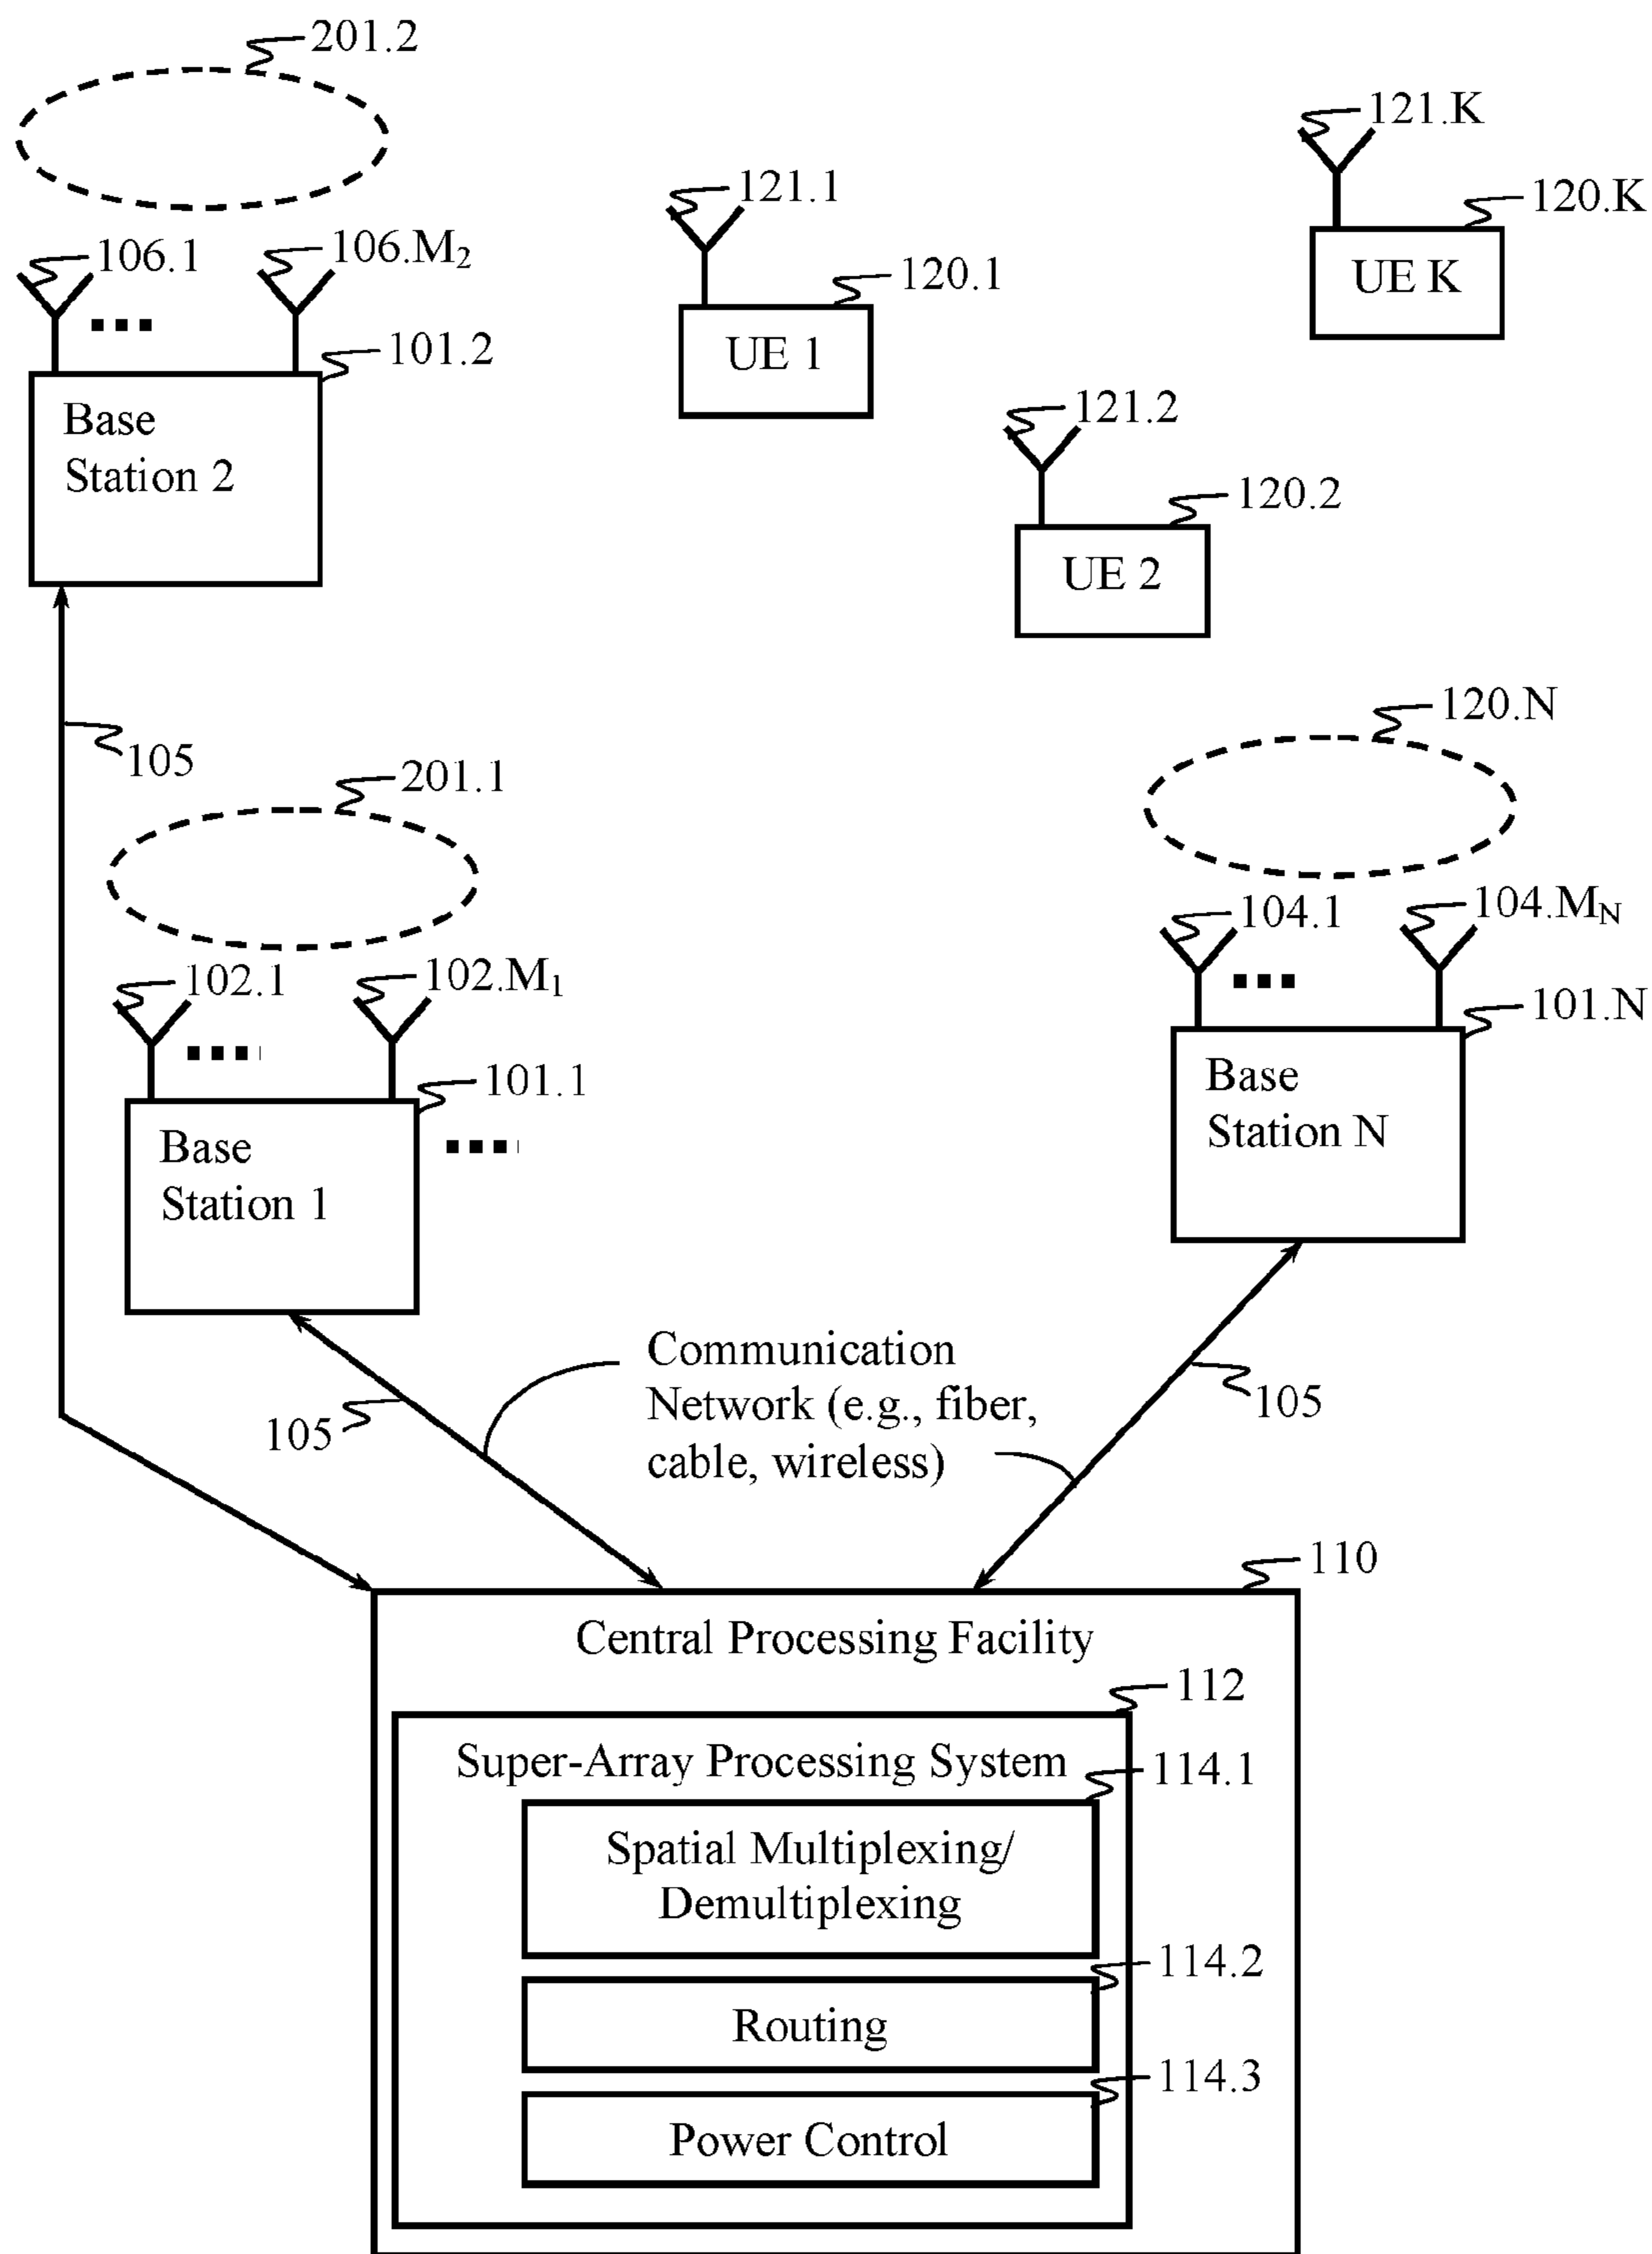 201.2
121.K
121.1
120.K
106.1
106.M₂
120.1
UE K
UE 1
101.2
121.2
Base
Station 2
120.2
UE 2
120.N
105
201.1
104.1
104.M_N
102.1
102.M₁
101.N
101.1
Base
Station N
Base
Station 1
Communication
Network (e.g., fiber,
cable, wireless)
105
105
110
Central Processing Facility
112
Super-Array Processing System
114.1
Spatial Multiplexing/
Demultiplexing
114.2
Routing
114.3
Power Control